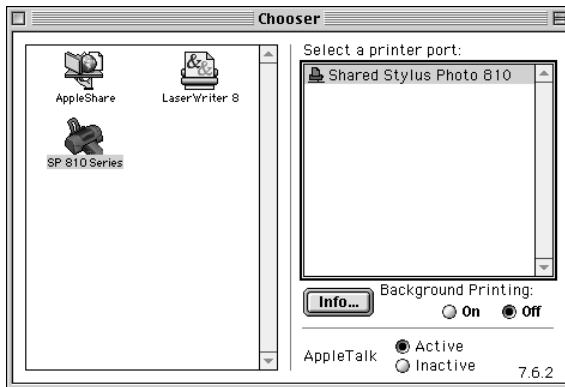 Chooser
AppleShare
LaserWriter 8
SP 810 Series
Select a printer port:
Shared Stylus Photo 810
Info...
Background Printing:
On Off
AppleTalk
Active
Inactive
7.6.2